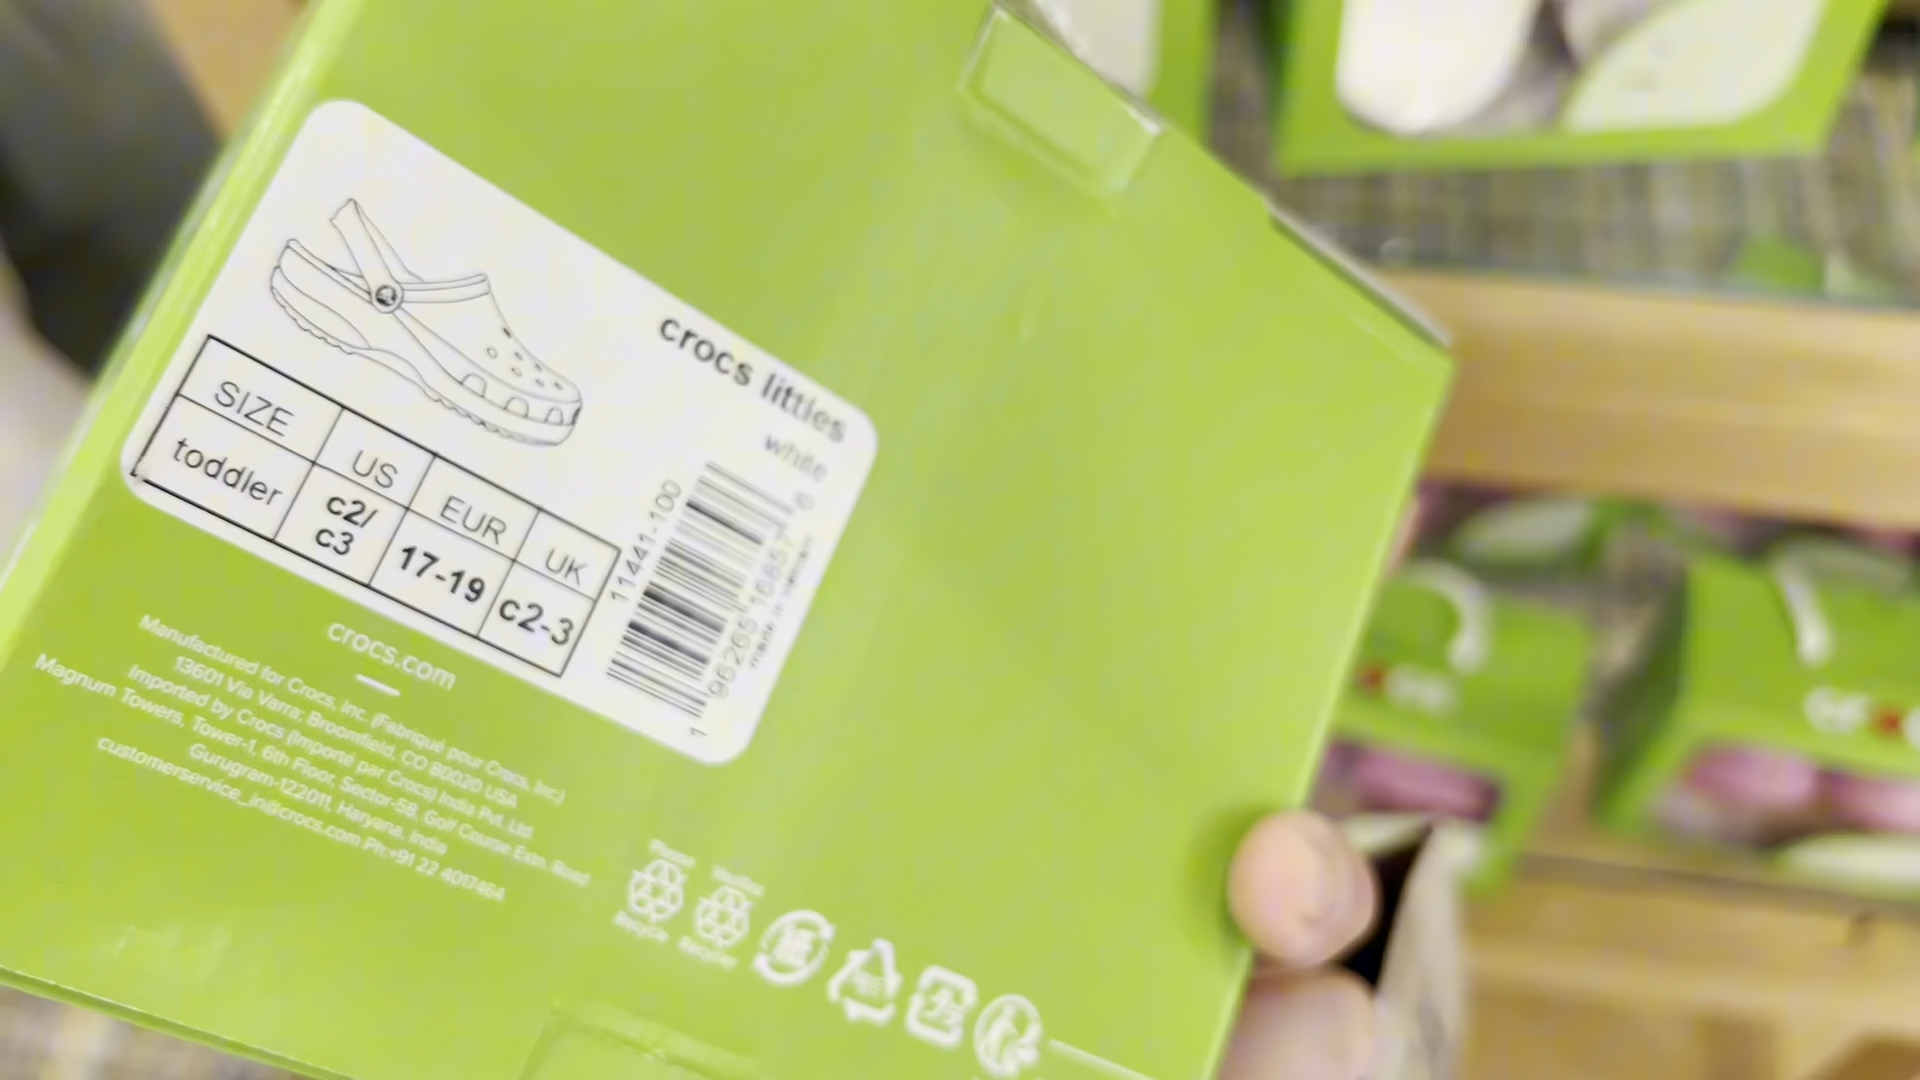 crocs littles
white
SIZE US EUR UK
toddler c2/c3 17-19 c2-3
11441-100
crocs.com
Manufactured for Crocs, Inc. (Fabriqué pour Crocs, Inc.)
13601 Via Varra; Broomfield, CO 80020 USA
Imported by Crocs (Importé par Crocs) India Pvt. Ltd.
Magnum Towers, Tower-1, 6th Floor, Sector-58, Golf Course Extn. Road
Gurugram-122011, Haryana, India
customerservice_in@crocs.com Ph:+91 22 4017464
Recycle Recycler